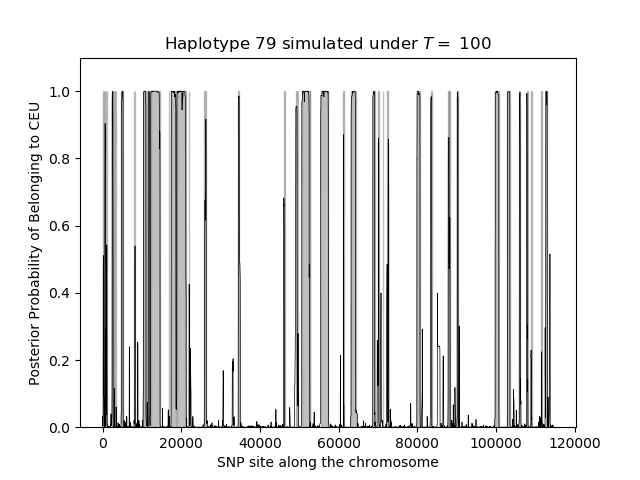 Haplotype 79 simulated under T = 100
Posterior Probability of Belonging to CEU
1.0
0.8
0.6
0.4
0.2
0.0
0 20000 40000 60000 80000 100000 120000
SNP site along the chromosome